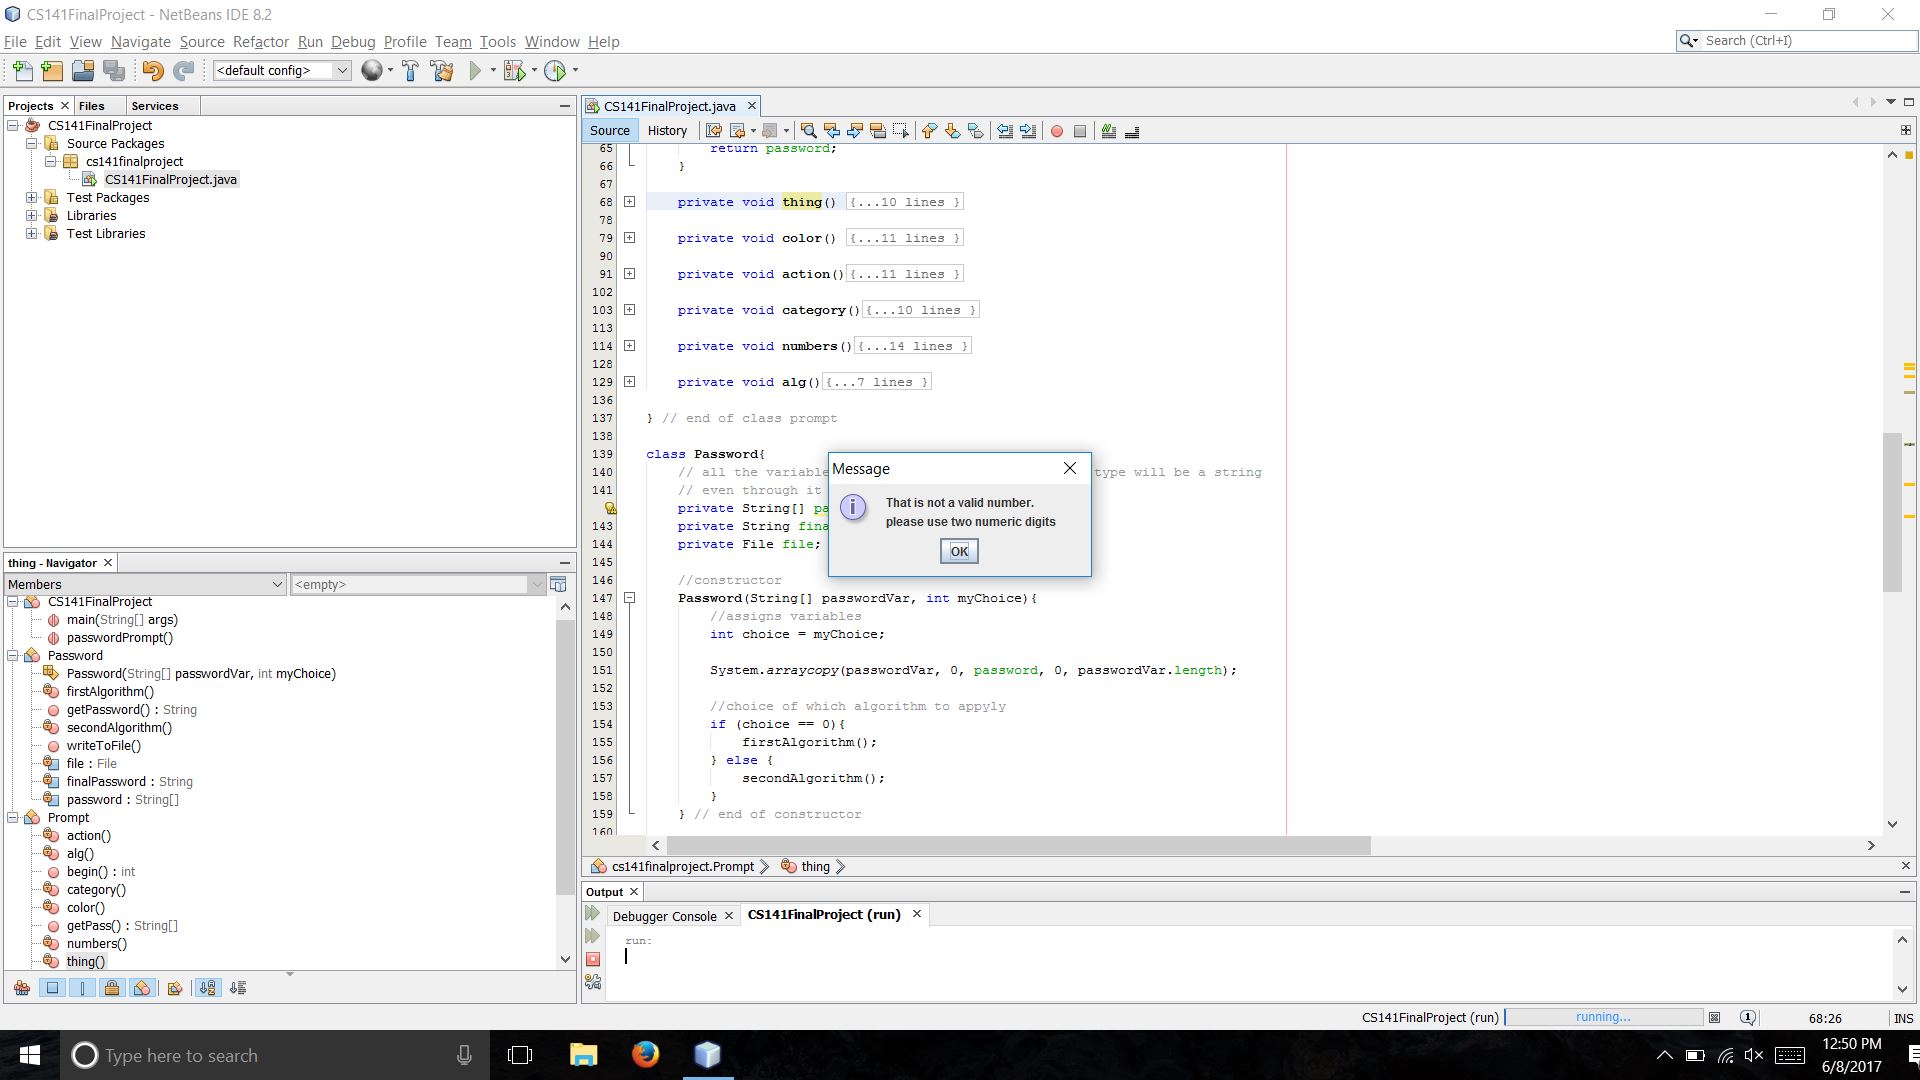 CS141FinalProject - NetBeans IDE 8.2
File Edit View Navigate Source Refactor Run Debug Profile Team Tools Window Help
Search (Ctrl+I)
<default config>
Projects Files Services
CS141FinalProject
Source Packages
cs141finalproject
CS141FinalProject.java
Test Packages
Libraries
Test Libraries
thing - Navigator
Members <empty>
CS141FinalProject
main(String[] args)
passwordPrompt()
Password
Password(String[] passwordVar, int myChoice)
firstAlgorithm()
getPassword() : String
secondAlgorithm()
writeToFile()
file : File
finalPassword : String
password : String[]
Prompt
action()
alg()
begin() : int
category()
color()
getPass() : String[]
numbers()
thing()
CS141FinalProject.java
Source History
65 return password;
66 }
67
68 private void thing() {...10 lines }
78
79 private void color() {...11 lines }
90
91 private void action(){...11 lines }
102
103 private void category(){...10 lines }
113
114 private void numbers(){...14 lines }
128
129 private void alg(){...7 lines }
136
137 } // end of class prompt
138
139 class Password{
140 // all the variable type will be a string
141 // even through it
private String[] pa
143 private String fina
144 private File file;
145
146 //constructor
147 Password(String[] passwordVar, int myChoice){
148 //assigns variables
149 int choice = myChoice;
150
151 System.arraycopy(passwordVar, 0, password, 0, passwordVar.length);
152
153 //choice of which algorithm to appyly
154 if (choice == 0){
155 firstAlgorithm();
156 } else {
157 secondAlgorithm();
158 }
159 } // end of constructor
160
Message
That is not a valid number.
please use two numeric digits
OK
cs141finalproject.Prompt thing
Output
Debugger Console CS141FinalProject (run)
run:
CS141FinalProject (run) running... 1 68:26 INS
Type here to search
12:50 PM
6/8/2017